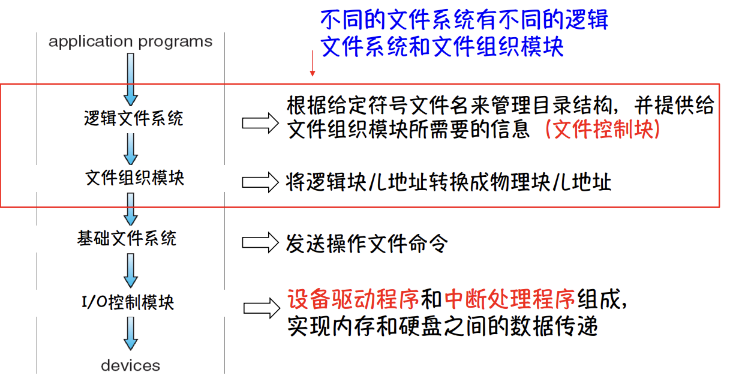 不同的文件系统有不同的逻辑
文件系统和文件组织模块
application programs
逻辑文件系统
根据给定符号文件名来管理目录结构，并提供给
文件组织模块所需要的信息（文件控制块）
文件组织模块
将逻辑块儿地址转换成物理块儿地址
基础文件系统
发送操作文件命令
I/O控制模块
设备驱动程序和中断处理程序组成，
实现内存和硬盘之间的数据传递
devices